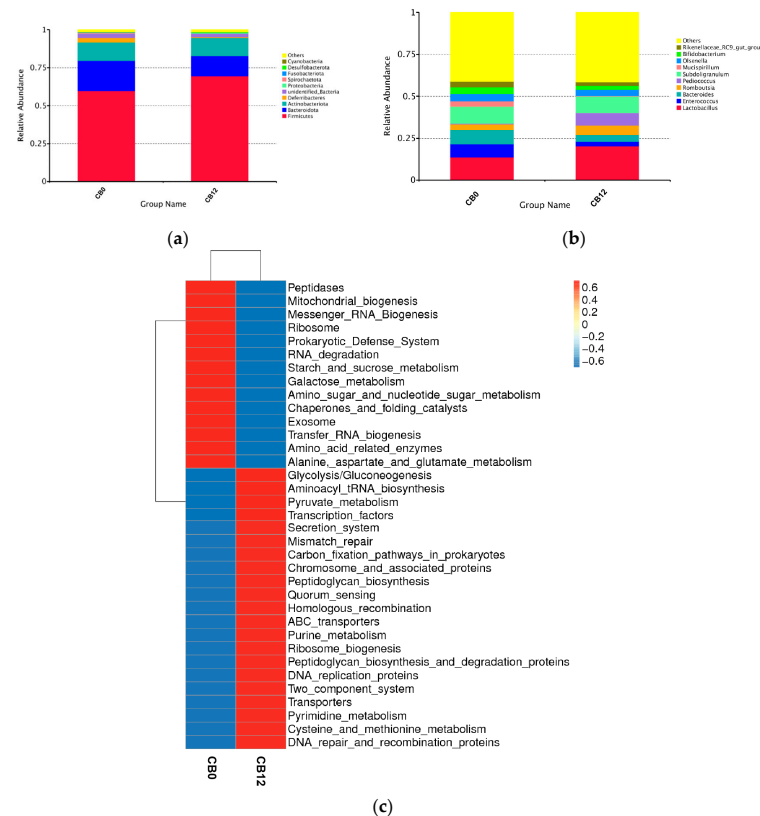 1
0.75
0.5
0.25
0
Relative Abundance
CB0
CB12
Group Name
Others
Cyanobacteria
Desulfobacterota
Fusobacteriota
Spirochaetota
Proteobacteria
unidentified_Bacteria
Deferribacteres
Actinobacteriota
Bacteroidota
Firmicutes
(a)
1
0.75
0.5
0.25
0
Relative Abundance
CB0
CB12
Group Name
Others
Rikenellaceae_RC9_gut_grou
Bifidobacterium
Olsenella
Mucispirillum
Subdoligranulum
Pediococcus
Romboutsia
Bacteroides
Enterococcus
Lactobacillus
(b)
Peptidases
Mitochondrial_biogenesis
Messenger_RNA_Biogenesis
Ribosome
Prokaryotic_Defense_System
RNA_degradation
Starch_and_sucrose_metabolism
Galactose_metabolism
Amino_sugar_and_nucleotide_sugar_metabolism
Chaperones_and_folding_catalysts
Exosome
Transfer_RNA_biogenesis
Amino_acid_related_enzymes
Alanine,_aspartate_and_glutamate_metabolism
Glycolysis/Gluconeogenesis
Aminoacyl_tRNA_biosynthesis
Pyruvate_metabolism
Transcription_factors
Secretion_system
Mismatch_repair
Carbon_fixation_pathways_in_prokaryotes
Chromosome_and_associated_proteins
Peptidoglycan_biosynthesis
Quorum_sensing
Homologous_recombination
ABC_transporters
Purine_metabolism
Ribosome_biogenesis
Peptidoglycan_biosynthesis_and_degradation_proteins
DNA_replication_proteins
Two_component_system
Transporters
Pyrimidine_metabolism
Cysteine_and_methionine_metabolism
DNA_repair_and_recombination_proteins
0.6
0.4
0.2
0
−0.2
−0.4
−0.6
CB0
CB12
(c)